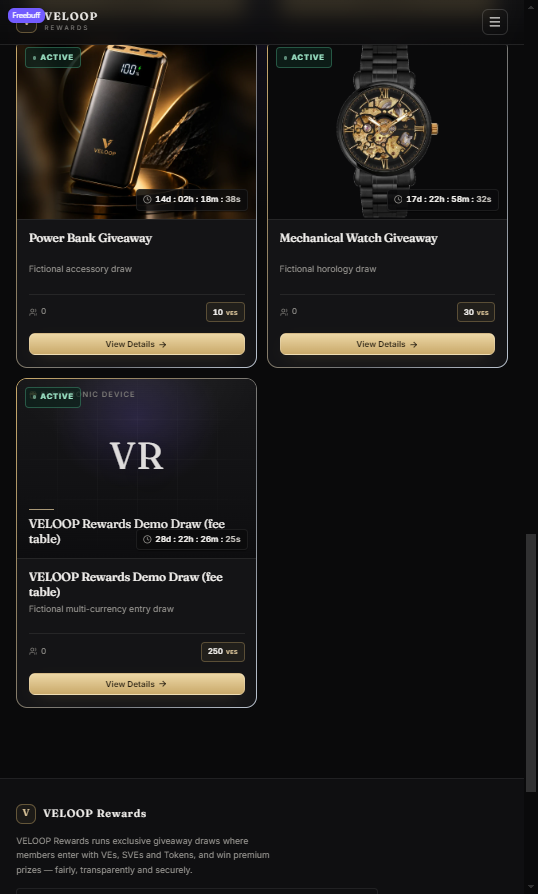 Freebuff
VELOOP
REWARDS
ACTIVE
100%
VELOOP
14d : 02h : 18m : 38s
Power Bank Giveaway
Fictional accessory draw
0
10 VES
View Details →
ACTIVE
17d : 22h : 58m : 32s
Mechanical Watch Giveaway
Fictional horology draw
0
30 VES
View Details →
ACTIVE
NIC DEVICE
VR
VELOOP Rewards Demo Draw (fee
table)
28d : 22h : 26m : 25s
VELOOP Rewards Demo Draw (fee
table)
Fictional multi-currency entry draw
0
250 VES
View Details →
V VELOOP Rewards
VELOOP Rewards runs exclusive giveaway draws where
members enter with VEs, SVEs and Tokens, and win premium
prizes — fairly, transparently and securely.